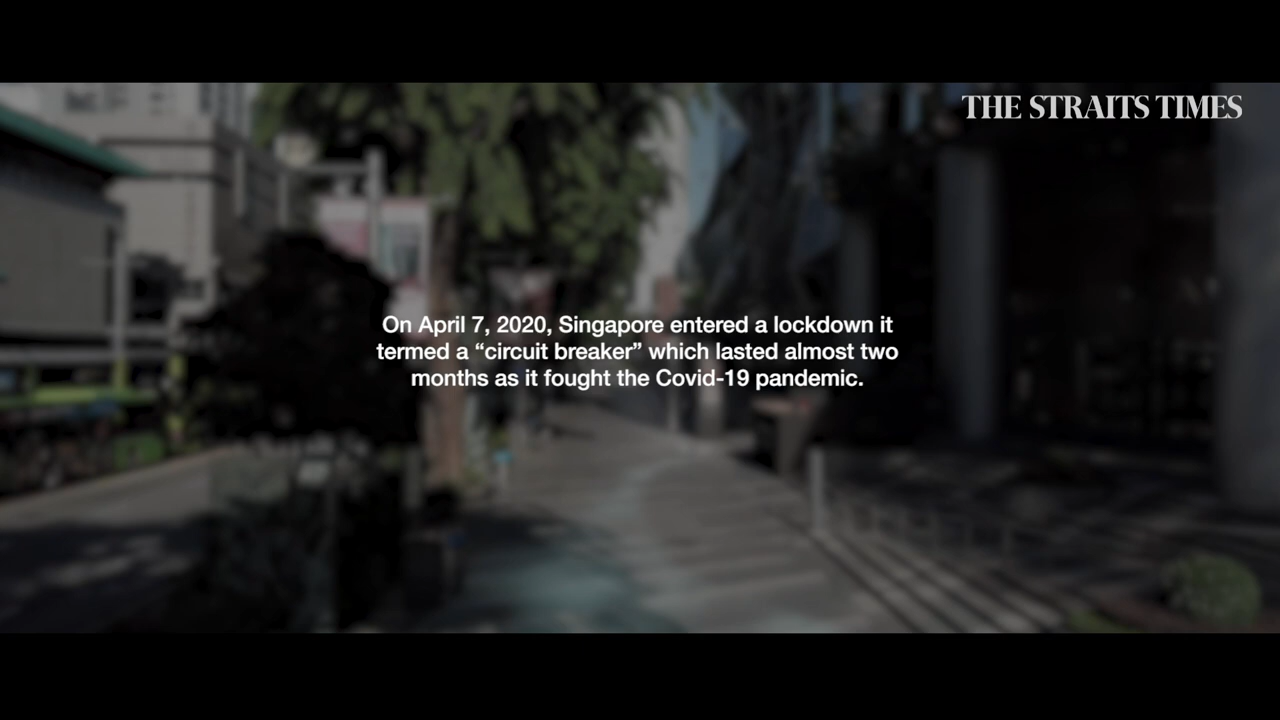 THE STRAITS TIMES
On April 7, 2020, Singapore entered a lockdown it
termed a “circuit breaker” which lasted almost two
months as it fought the Covid-19 pandemic.